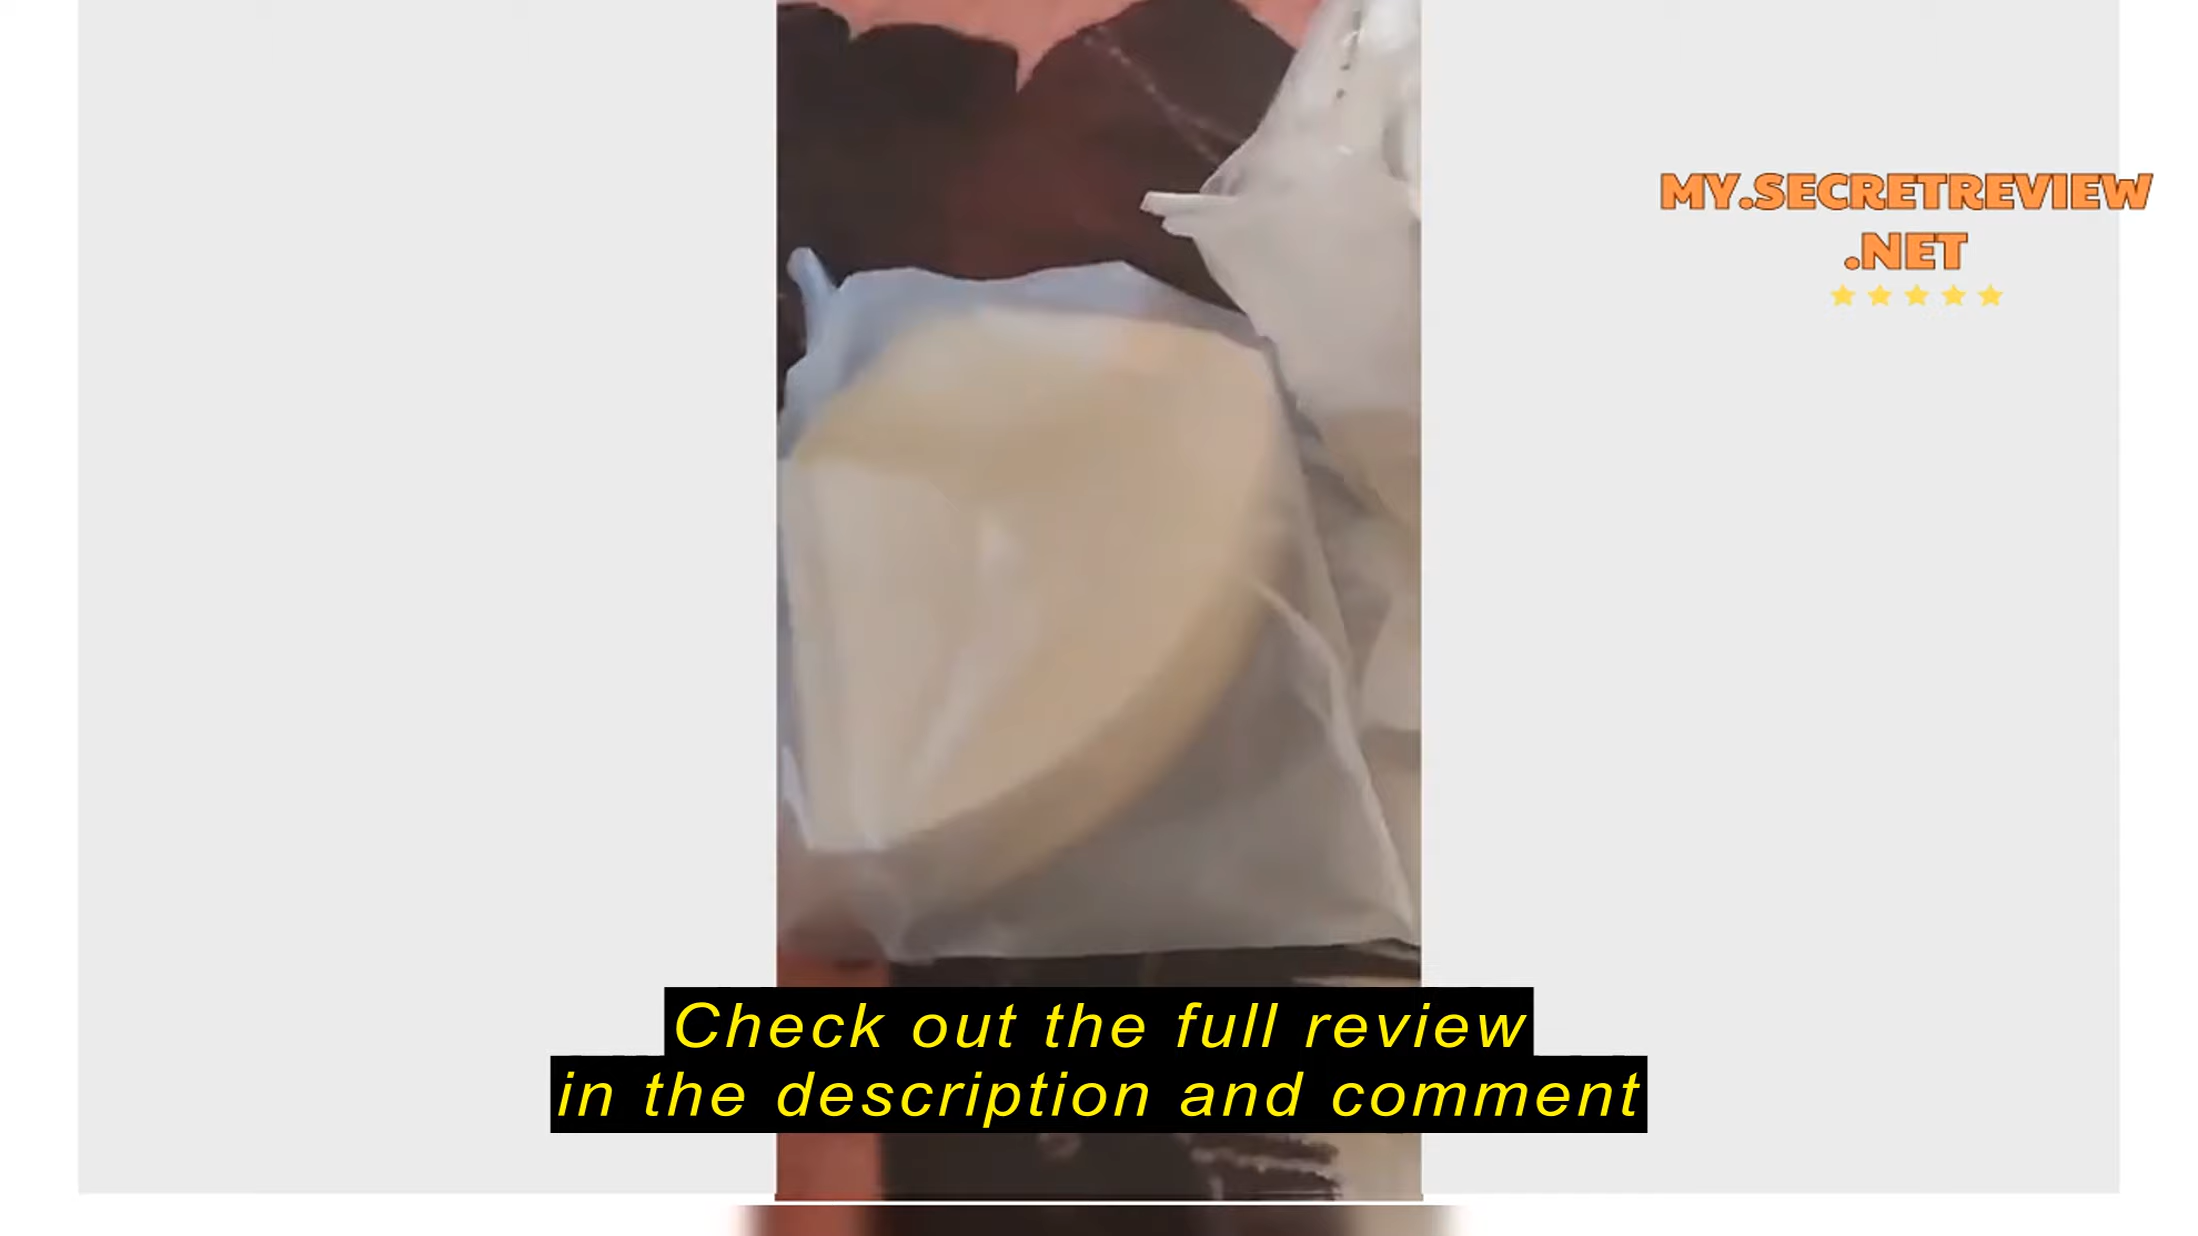 MY.SECRETREVIEW
.NET
Check out the full review
in the description and comment